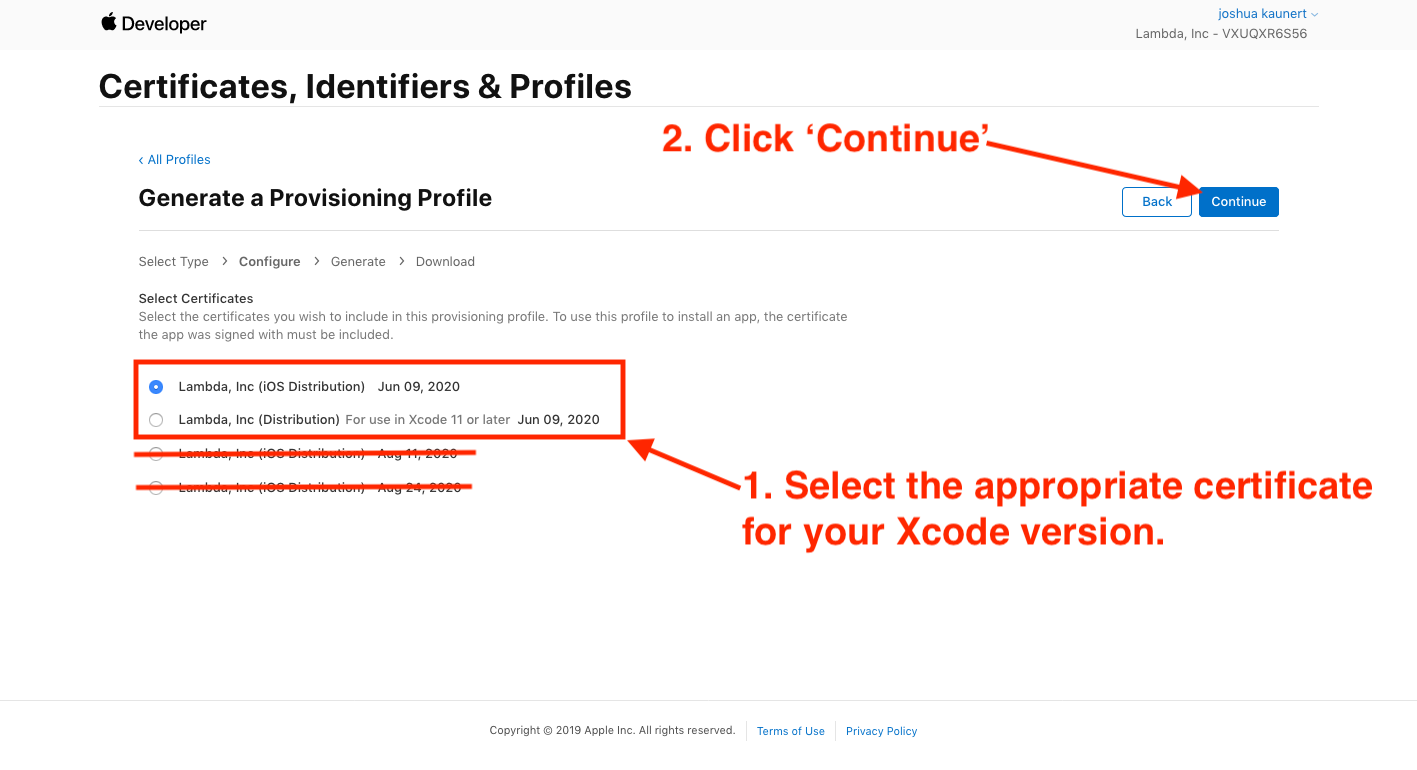 Developer
joshua kaunert
Lambda, Inc - VXUQXR6S56
Certificates, Identifiers & Profiles
2. Click ‘Continue’
‹ All Profiles
Generate a Provisioning Profile
Back
Continue
Select Type > Configure > Generate > Download
Select Certificates
Select the certificates you wish to include in this provisioning profile. To use this profile to install an app, the certificate
the app was signed with must be included.
Lambda, Inc (iOS Distribution) Jun 09, 2020
Lambda, Inc (Distribution) For use in Xcode 11 or later Jun 09, 2020
Lambda, Inc (iOS Distribution) Aug 11, 2020
Lambda, Inc (iOS Distribution) Aug 24, 2020
1. Select the appropriate certificate
for your Xcode version.
Copyright © 2019 Apple Inc. All rights reserved. Terms of Use Privacy Policy